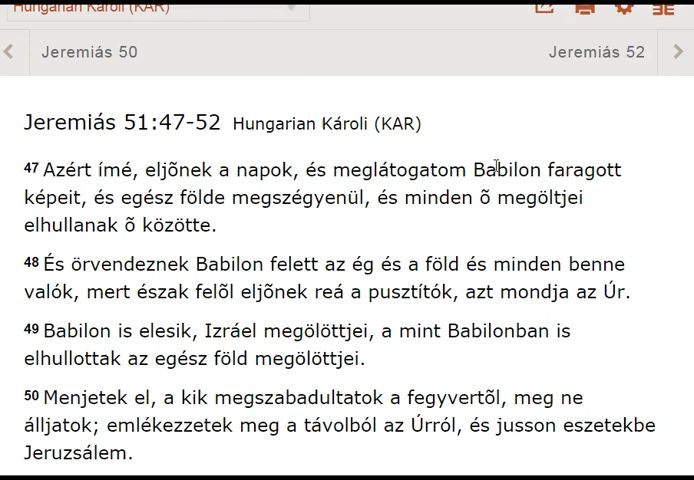 Hungarian Károli (KAR)
Jeremiás 50
Jeremiás 52
Jeremiás 51:47-52 Hungarian Károli (KAR)
47 Azért ímé, eljõnek a napok, és meglátogatom Babilon faragott
képeit, és egész földe megszégyenül, és minden õ megöltjei
elhullanak õ közötte.
48 És örvendeznek Babilon felett az ég és a föld és minden benne
valók, mert észak felõl eljõnek reá a pusztítók, azt mondja az Úr.
49 Babilon is elesik, Izráel megölöttjei, a mint Babilonban is
elhullottak az egész föld megölöttjei.
50 Menjetek el, a kik megszabadultatok a fegyvertõl, meg ne
álljatok; emlékezzetek meg a távolból az Úrról, és jusson eszetekbe
Jeruzsálem.